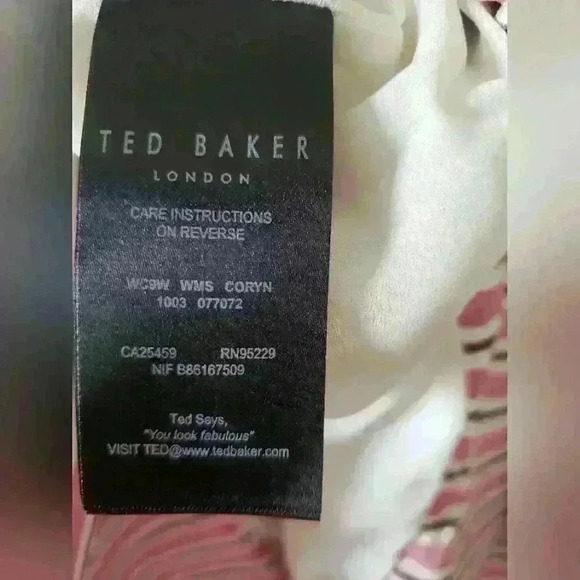 TED BAKER
LONDON
CARE INSTRUCTIONS
ON REVERSE
WMS CORYN
1003 077072
CA25459 RN95229
NIF B86167509
Ted Says,
"You look fabulous"
VISIT TED@www.tedbaker.com